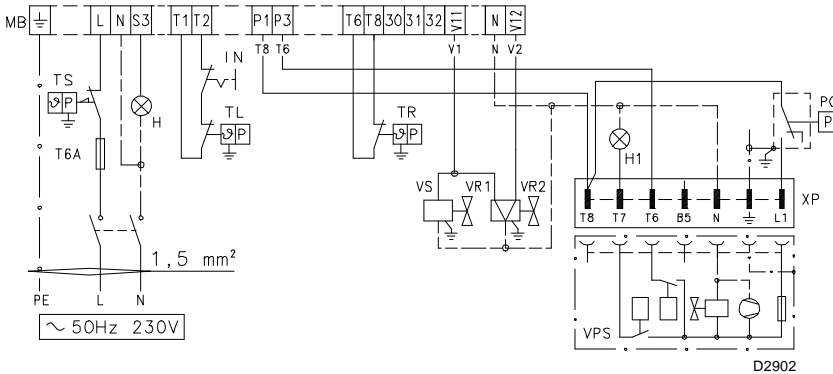 MB L N S3 T1 T2 P1 P3 T6 T8 30 31 32 V11 N V12
T8 T6 V1 N V2
TS IN
ϑ P H TL ϑ P TR ϑ P PG P
T6A H1
VS VR1 VR2 XP
T8 T7 T6 B5 N L1
1,5 mm²
PE L N
VPS
~ 50Hz 230V
D2902